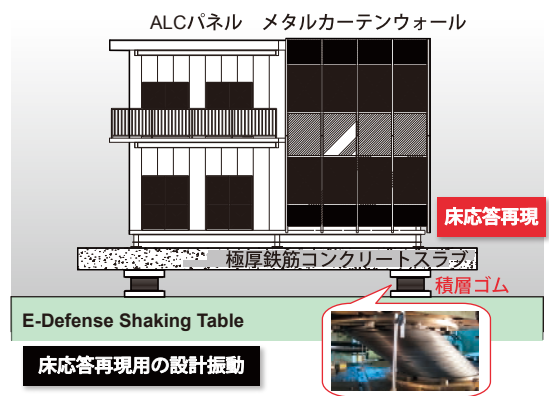 ALCパネル メタルカーテンウォール
床応答再現
極厚鉄筋コンクリートスラブ
積層ゴム
E-Defense Shaking Table
床応答再現用の設計振動